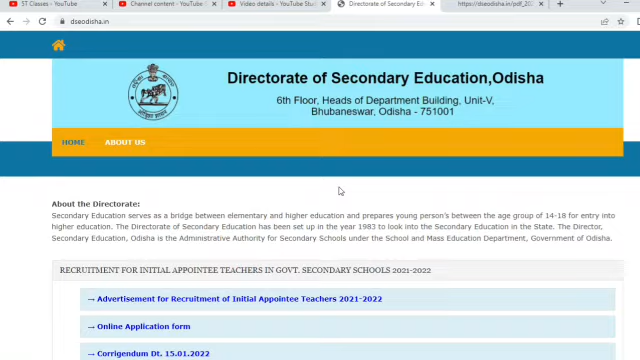 5T Classes - YouTube
Channel content - YouTube S
Video details - YouTube Stu
Directorate of Secondary Ed
https://dseodisha.in/pdf_202
dseodisha.in
Directorate of Secondary Education,Odisha
6th Floor, Heads of Department Building, Unit-V,
Bhubaneswar, Odisha - 751001
HOME ABOUT US
About the Directorate:
Secondary Education serves as a bridge between elementary and higher education and prepares young person's between the age group of 14-18 for entry into
higher education. The Directorate of Secondary Education has been set up in the year 1983 to look into the Secondary Education in the State. The Director,
Secondary Education, Odisha is the Administrative Authority for Secondary Schools under the School and Mass Education Department, Government of Odisha.
RECRUITMENT FOR INITIAL APPOINTEE TEACHERS IN GOVT. SECONDARY SCHOOLS 2021-2022
→ Advertisement for Recruitment of Initial Appointee Teachers 2021-2022
→ Online Application form
→ Corrigendum Dt. 15.01.2022